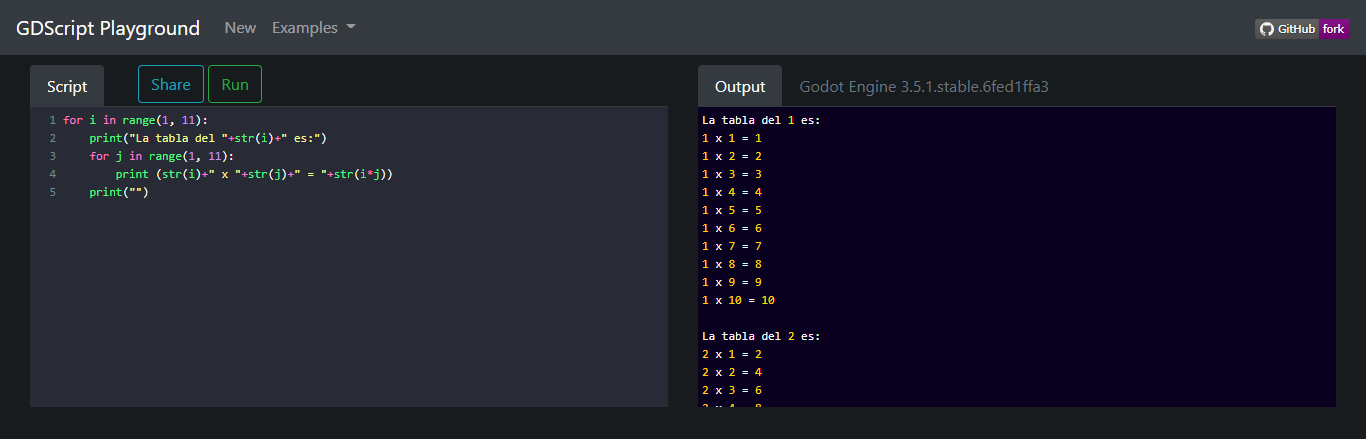 GDScript Playground New Examples
GitHub fork
Script Share Run
1 for i in range(1, 11):
2     print("La tabla del "+str(i)+" es:")
3     for j in range(1, 11):
4         print (str(i)+" x "+str(j)+" = "+str(i*j))
5     print("")
Output Godot Engine 3.5.1.stable.6fed1ffa3
La tabla del 1 es:
1 x 1 = 1
1 x 2 = 2
1 x 3 = 3
1 x 4 = 4
1 x 5 = 5
1 x 6 = 6
1 x 7 = 7
1 x 8 = 8
1 x 9 = 9
1 x 10 = 10
La tabla del 2 es:
2 x 1 = 2
2 x 2 = 4
2 x 3 = 6